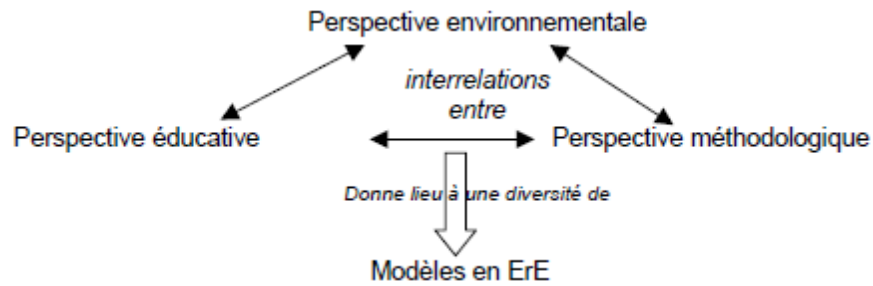 Perspective environnementale
interrelations
entre
Perspective éducative
Perspective méthodologique
Donne lieu à une diversité de
Modèles en ErE